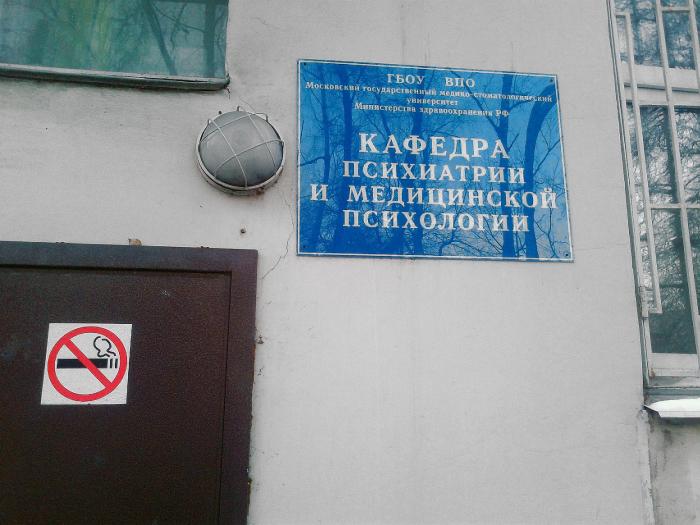 ГБОУ ВПО
Московский государственный медико-стоматологический
университет
Министерства здравоохранения РФ
КАФЕДРА
ПСИХИАТРИИ
И МЕДИЦИНСКОЙ
ПСИХОЛОГИИ